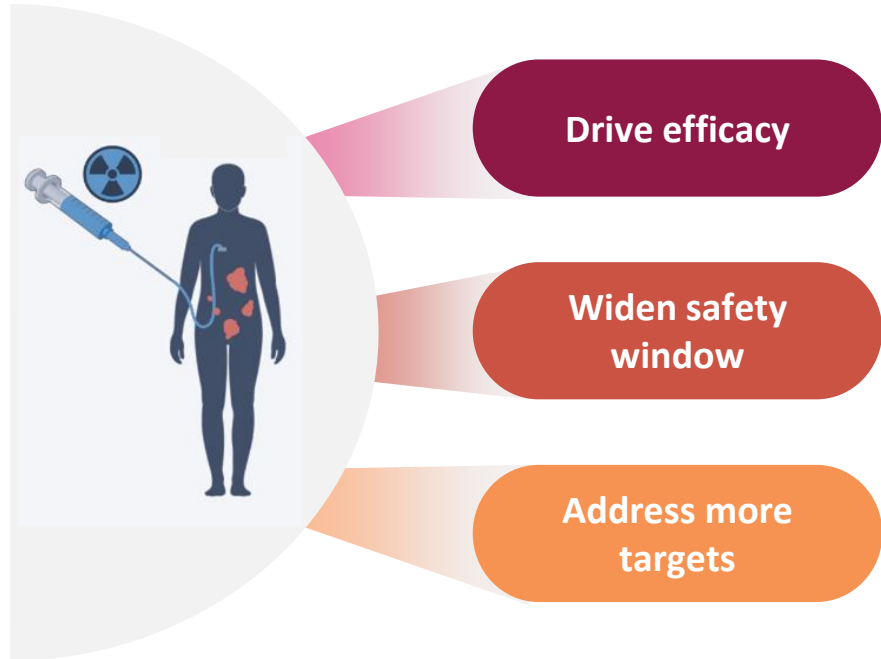 Drive efficacy
Widen safety
window
Address more
targets